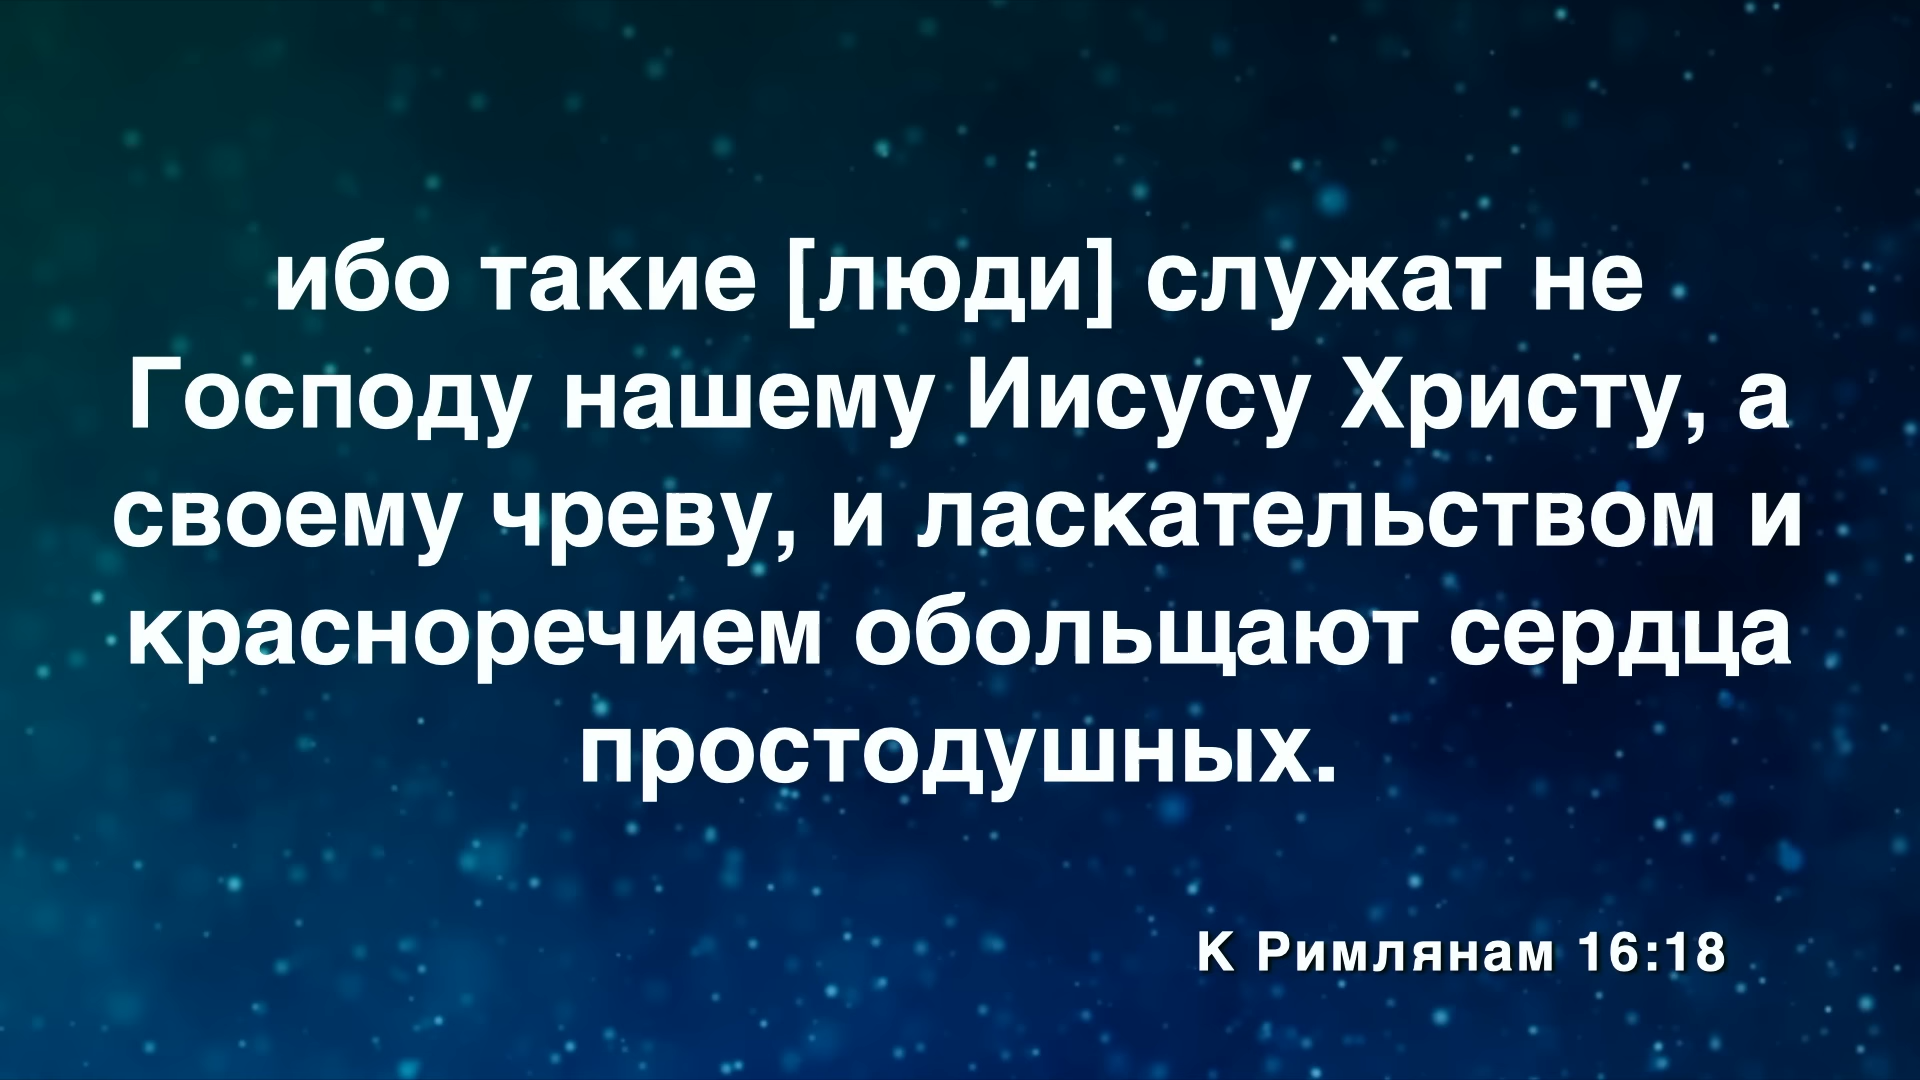 ибо такие [люди] служат не
Господу нашему Иисусу Христу, а
своему чреву, и ласкательством и
красноречием обольщают сердца
простодушных.
К Римлянам 16:18